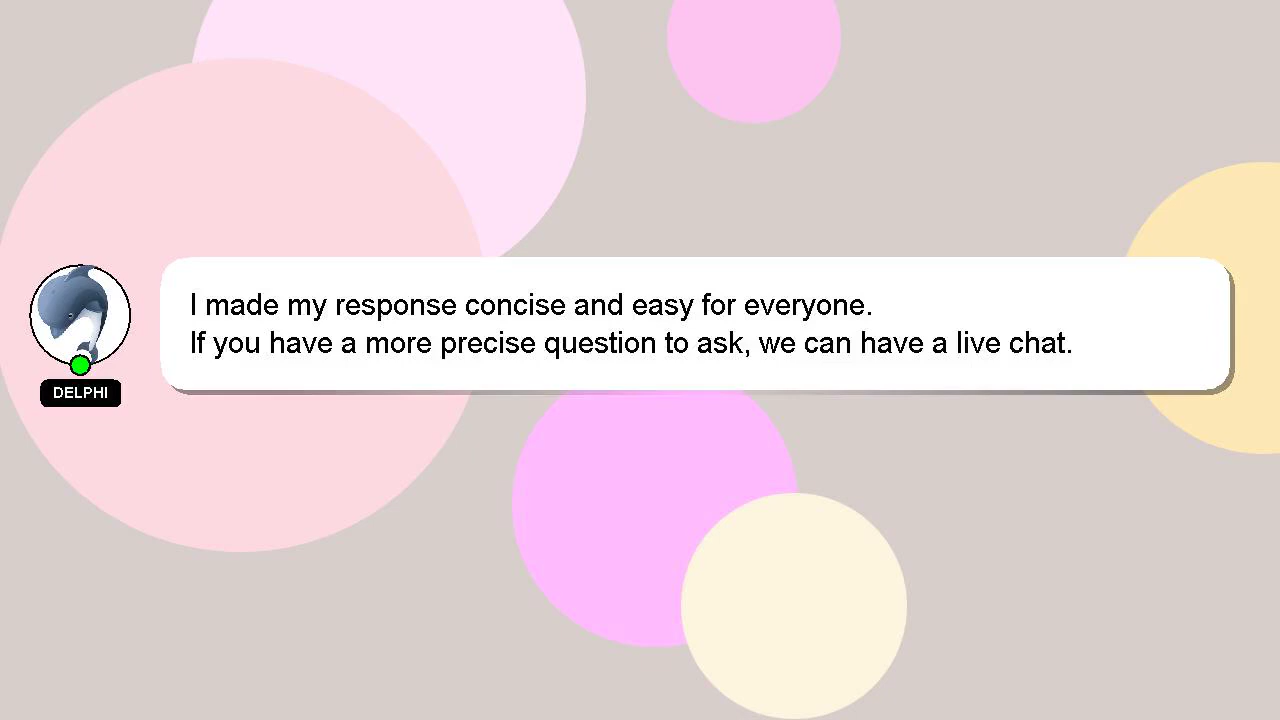 I made my response concise and easy for everyone.
If you have a more precise question to ask, we can have a live chat.
DELPHI